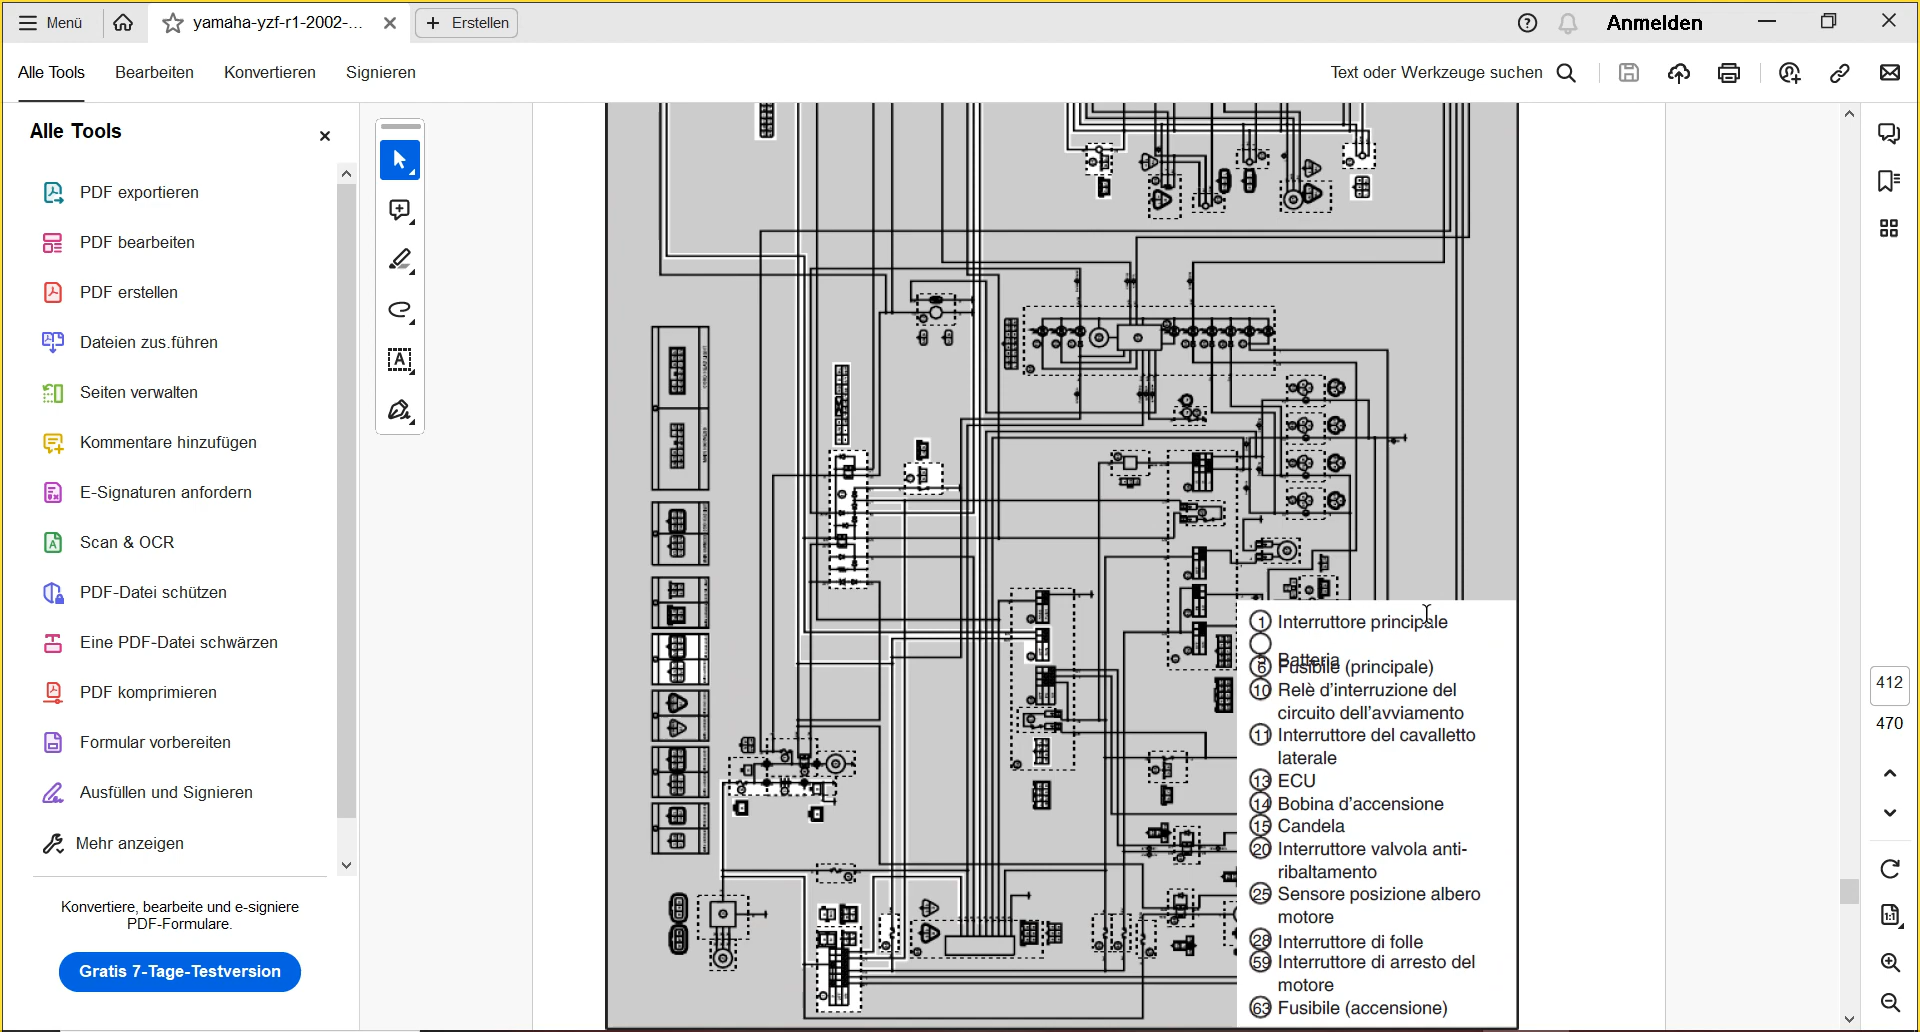 Menü
yamaha-yzf-r1-2002-...
Erstellen
Anmelden
Alle Tools
Bearbeiten
Konvertieren
Signieren
Text oder Werkzeuge suchen
Alle Tools
PDF exportieren
PDF bearbeiten
PDF erstellen
Dateien zus.führen
Seiten verwalten
Kommentare hinzufügen
E-Signaturen anfordern
Scan & OCR
PDF-Datei schützen
Eine PDF-Datei schwärzen
PDF komprimieren
Formular vorbereiten
Ausfüllen und Signieren
Mehr anzeigen
Konvertiere, bearbeite und e-signiere
PDF-Formulare.
Gratis 7-Tage-Testversion
1 Interruttore principale
5 Batteria
6 Fusibile (principale)
10 Relè d'interruzione del
circuito dell'avviamento
11 Interruttore del cavalletto
laterale
13 ECU
14 Bobina d'accensione
15 Candela
20 Interruttore valvola anti-
ribaltamento
25 Sensore posizione albero
motore
28 Interruttore di folle
59 Interruttore di arresto del
motore
63 Fusibile (accensione)
412
470
1:1